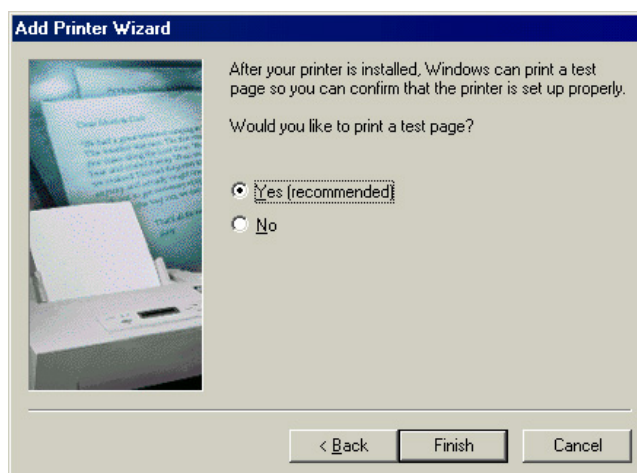 Add Printer Wizard
After your printer is installed, Windows can print a test
page so you can confirm that the printer is set up properly.
Would you like to print a test page?
Yes (recommended)
No
< Back
Finish
Cancel